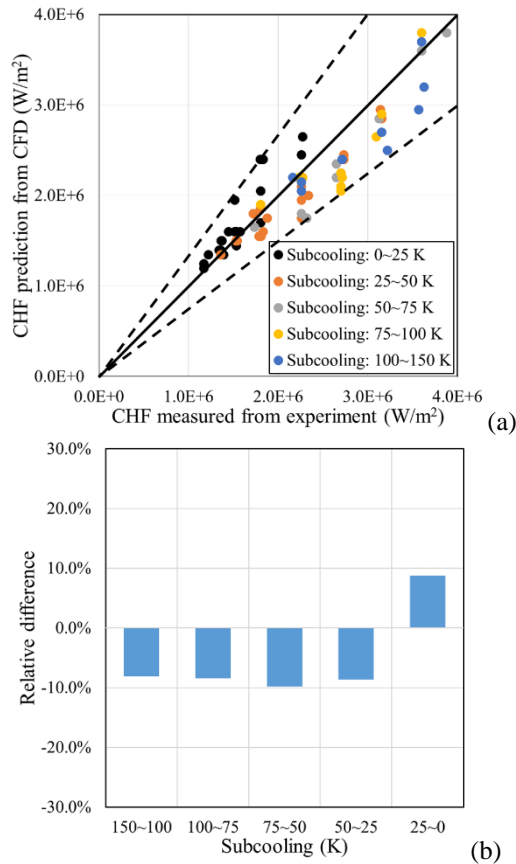 4.0E+6
3.0E+6
2.0E+6
1.0E+6
0.0E+0
CHF prediction from CFD (W/m²)
Subcooling: 0~25 K
Subcooling: 25~50 K
Subcooling: 50~75 K
Subcooling: 75~100 K
Subcooling: 100~150 K
0.0E+0 1.0E+6 2.0E+6 3.0E+6 4.0E+6
CHF measured from experiment (W/m²)
(a)
30.0%
20.0%
10.0%
0.0%
-10.0%
-20.0%
-30.0%
Relative difference
150~100 100~75 75~50 50~25 25~0
Subcooling (K)
(b)